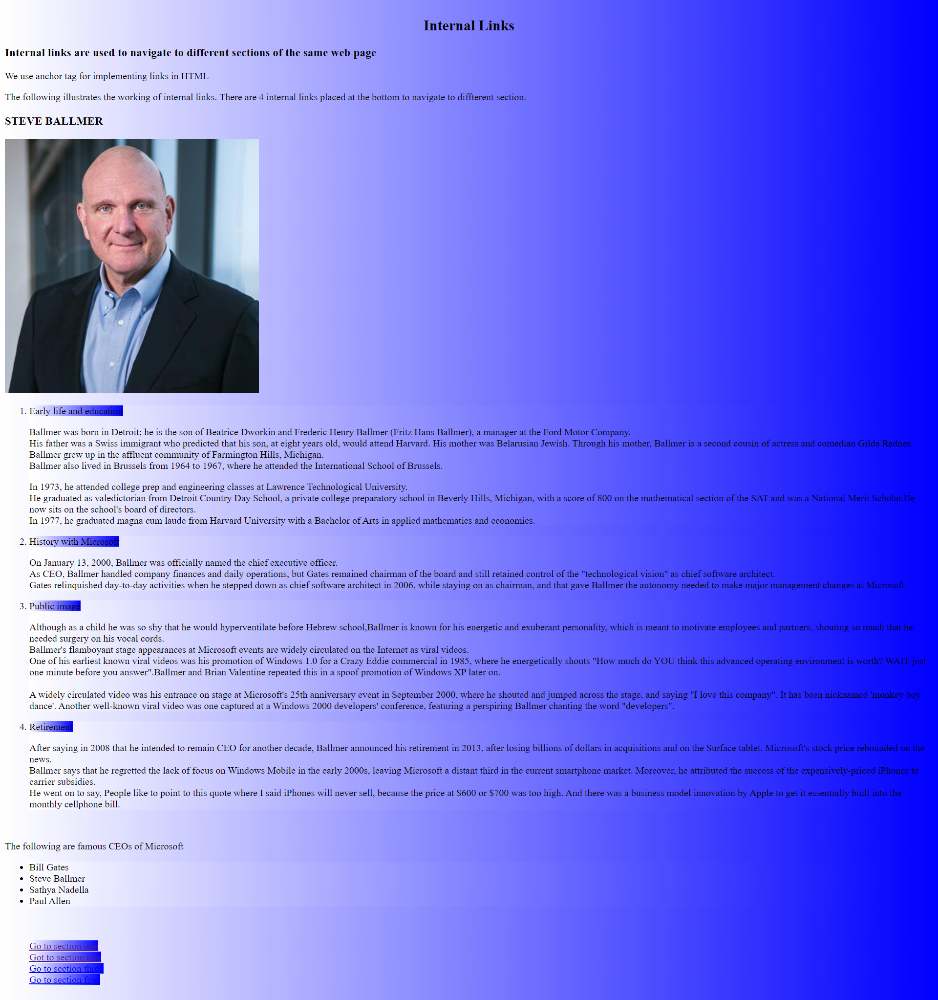 Internal Links
Internal links are used to navigate to different sections of the same web page
We use anchor tag for implementing links in HTML
The following illustrates the working of internal links. There are 4 internal links placed at the bottom to navigate to diffterent section.
STEVE BALLMER
1. Early life and education
Ballmer was born in Detroit; he is the son of Beatrice Dworkin and Frederic Henry Ballmer (Fritz Hans Ballmer), a manager at the Ford Motor Company.
His father was a Swiss immigrant who predicted that his son, at eight years old, would attend Harvard. His mother was Belarusian Jewish. Through his mother, Ballmer is a second cousin of actress and comedian Gilda Radner.
Ballmer grew up in the affluent community of Farmington Hills, Michigan.
Ballmer also lived in Brussels from 1964 to 1967, where he attended the International School of Brussels.
In 1973, he attended college prep and engineering classes at Lawrence Technological University.
He graduated as valedictorian from Detroit Country Day School, a private college preparatory school in Beverly Hills, Michigan, with a score of 800 on the mathematical section of the SAT and was a National Merit Scholar.He
now sits on the school's board of directors.
In 1977, he graduated magna cum laude from Harvard University with a Bachelor of Arts in applied mathematics and economics.
2. History with Microsoft
On January 13, 2000, Ballmer was officially named the chief executive officer.
As CEO, Ballmer handled company finances and daily operations, but Gates remained chairman of the board and still retained control of the "technological vision" as chief software architect.
Gates relinquished day-to-day activities when he stepped down as chief software architect in 2006, while staying on as chairman, and that gave Ballmer the autonomy needed to make major management changes at Microsoft.
3. Public image
Although as a child he was so shy that he would hyperventilate before Hebrew school,Ballmer is known for his energetic and exuberant personality, which is meant to motivate employees and partners, shouting so much that he
needed surgery on his vocal cords.
Ballmer's flamboyant stage appearances at Microsoft events are widely circulated on the Internet as viral videos.
One of his earliest known viral videos was his promotion of Windows 1.0 for a Crazy Eddie commercial in 1985, where he energetically shouts "How much do YOU think this advanced operating environment is worth? WAIT just
one minute before you answer".Ballmer and Brian Valentine repeated this in a spoof promotion of Windows XP later on.
A widely circulated video was his entrance on stage at Microsoft's 25th anniversary event in September 2000, where he shouted and jumped across the stage, and saying "I love this company". It has been nicknamed 'monkey boy
dance'. Another well-known viral video was one captured at a Windows 2000 developers' conference, featuring a perspiring Ballmer chanting the word "developers".
4. Retirement
After saying in 2008 that he intended to remain CEO for another decade, Ballmer announced his retirement in 2013, after losing billions of dollars in acquisitions and on the Surface tablet. Microsoft's stock price rebounded on the
news.
Ballmer says that he regretted the lack of focus on Windows Mobile in the early 2000s, leaving Microsoft a distant third in the current smartphone market. Moreover, he attributed the success of the expensively-priced iPhones to
carrier subsidies.
He went on to say, People like to point to this quote where I said iPhones will never sell, because the price at $600 or $700 was too high. And there was a business model innovation by Apple to get it essentially built into the
monthly cellphone bill.
The following are famous CEOs of Microsoft
• Bill Gates
• Steve Ballmer
• Sathya Nadella
• Paul Allen
Go to section one
Got to section two
Go to section three
Go to section four